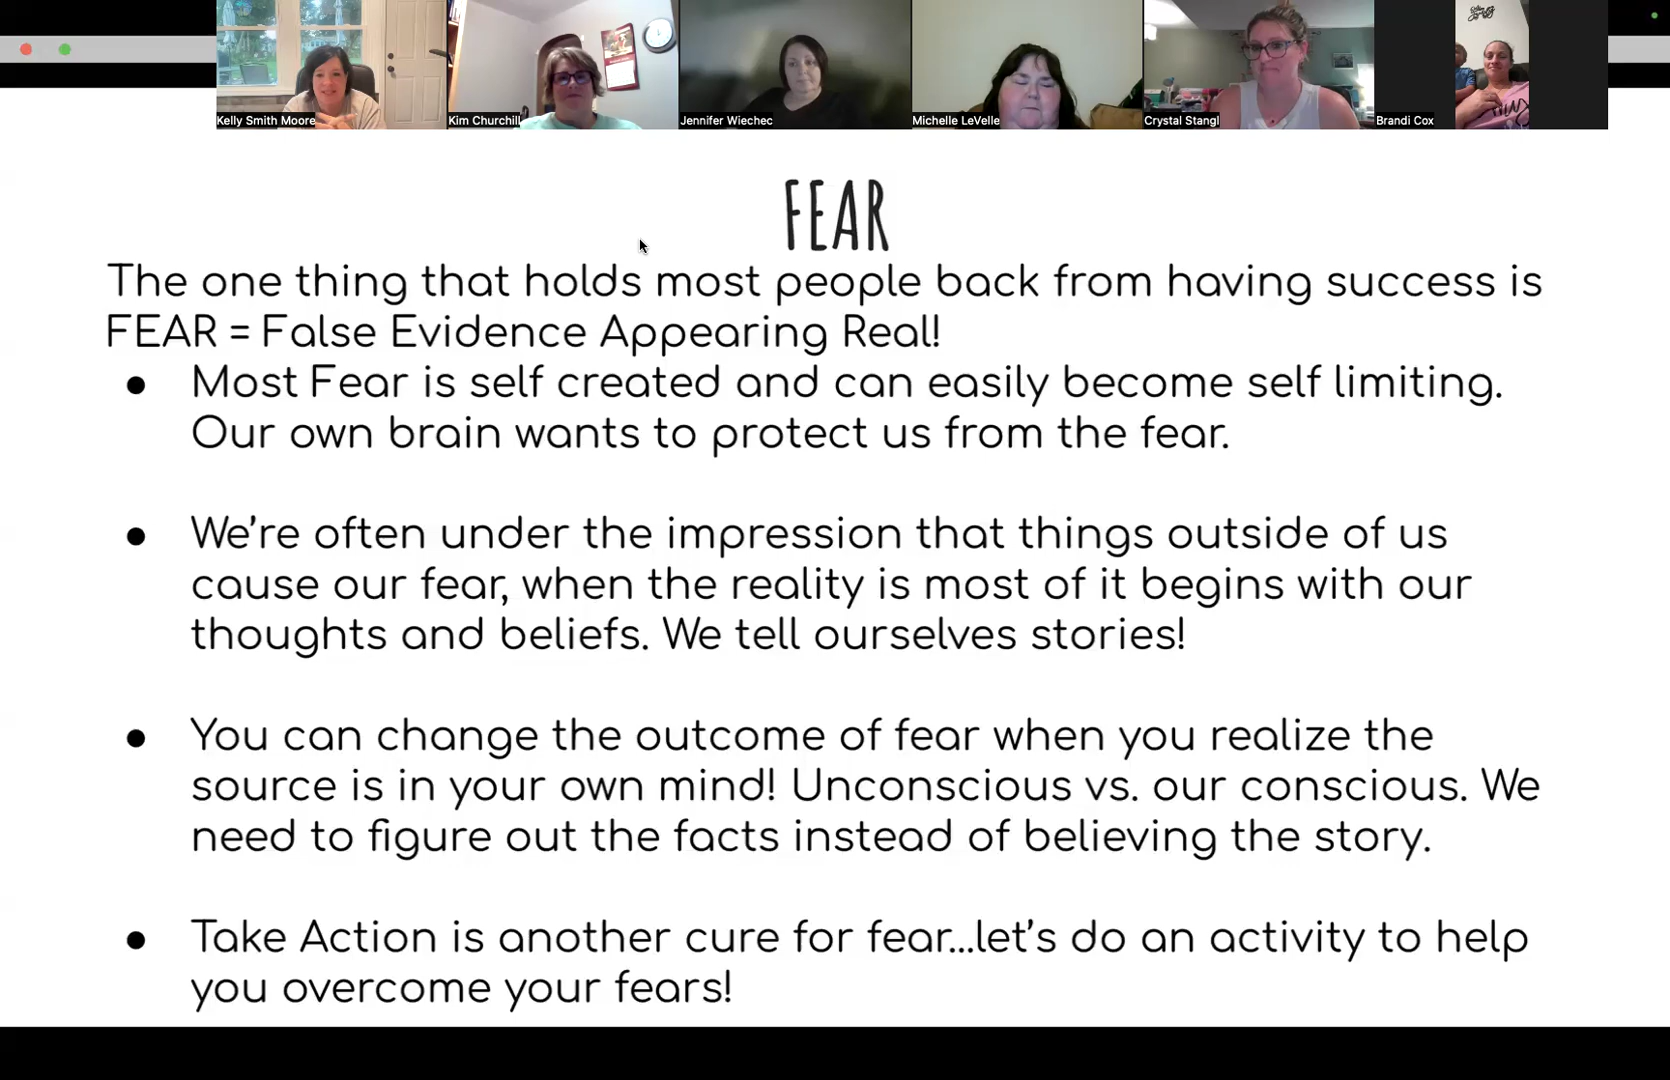 Kelly Smith Moore
Kim Churchill
Jennifer Wiechec
Michelle LeVelle
Crystal Stangl
Brandi Cox
FEAR
The one thing that holds most people back from having success is
FEAR = False Evidence Appearing Real!
● Most Fear is self created and can easily become self limiting.
Our own brain wants to protect us from the fear.
● We're often under the impression that things outside of us
cause our fear, when the reality is most of it begins with our
thoughts and beliefs. We tell ourselves stories!
● You can change the outcome of fear when you realize the
source is in your own mind! Unconscious vs. our conscious. We
need to figure out the facts instead of believing the story.
● Take Action is another cure for fear...let's do an activity to help
you overcome your fears!